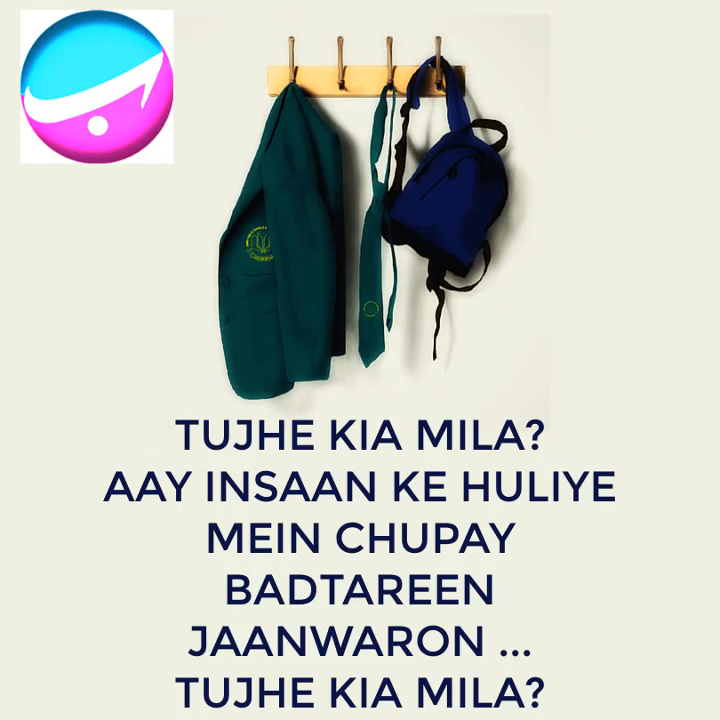 TUJHE KIA MILA?
AAY INSAAN KE HULIYE
MEIN CHUPAY
BADTAREEN
JAANWARON ...
TUJHE KIA MILA?